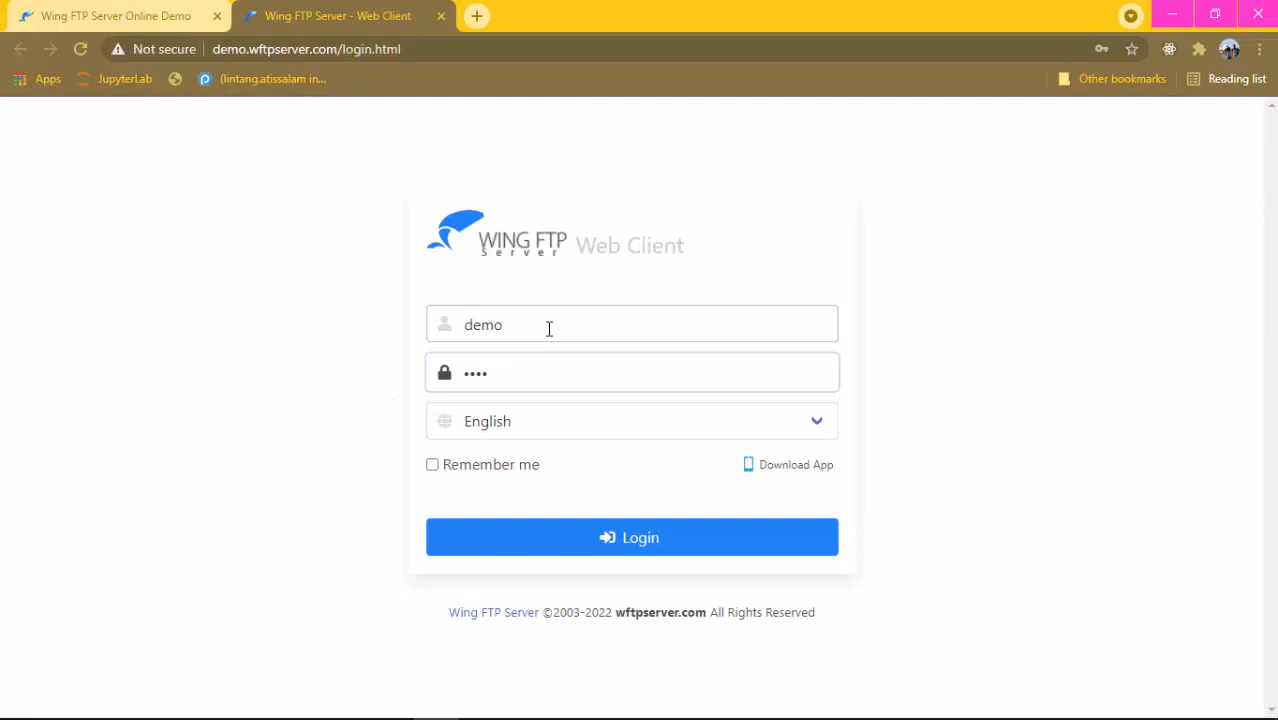 Wing FTP Server Online Demo
Wing FTP Server - Web Client
Not secure
demo.wftpserver.com/login.html
Apps
JupyterLab
(lintang.atissalam in...
Other bookmarks
Reading list
WING FTP
Server
Web Client
demo
••••
English
Remember me
Download App
Login
Wing FTP Server ©2003-2022 wftpserver.com All Rights Reserved